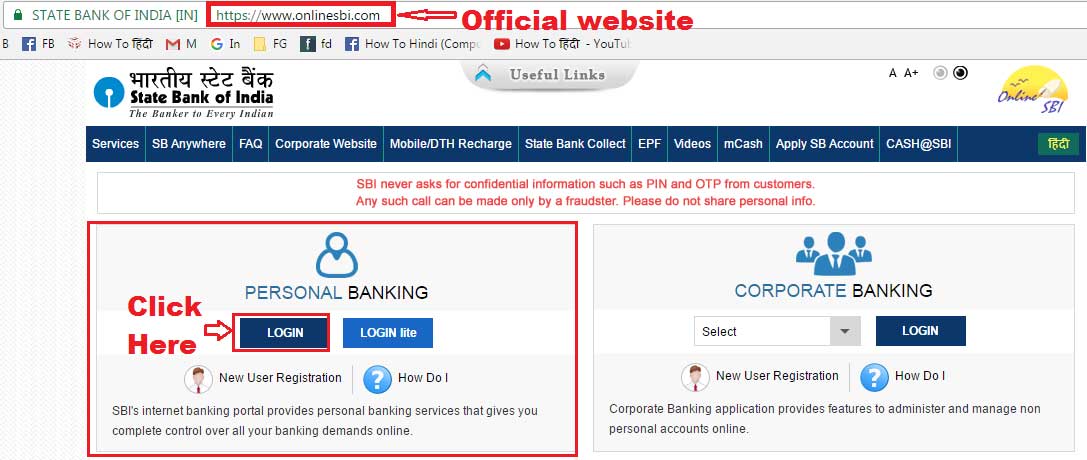 STATE BANK OF INDIA [IN] https://www.onlinesbi.com Official website
B FB How To हिंदी M G In FG fd How To Hindi (Compu How To हिंदी - YouTu
Useful Links
A A+
भारतीय स्टेट बैंक
State Bank of India
The Banker to Every Indian
Online SBI
Services SB Anywhere FAQ Corporate Website Mobile/DTH Recharge State Bank Collect EPF Videos mCash Apply SB Account CASH@SBI हिंदी
SBI never asks for confidential information such as PIN and OTP from customers.
Any such call can be made only by a fraudster. Please do not share personal info.
PERSONAL BANKING
Click Here
LOGIN LOGIN lite
New User Registration ? How Do I
SBI's internet banking portal provides personal banking services that gives you
complete control over all your banking demands online.
CORPORATE BANKING
Select LOGIN
New User Registration ? How Do I
Corporate Banking application provides features to administer and manage non
personal accounts online.